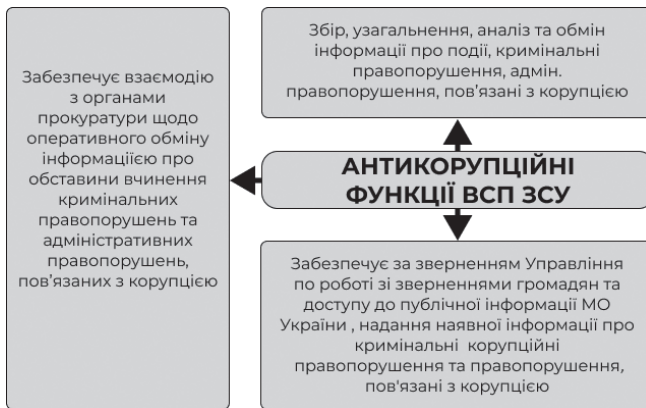 Забезпечує взаємодію
з органами
прокуратури щодо
оперативного обміну
інформаціїєю про
обставини вчинення
кримінальних
правопорушень та
адміністративних
правопорушень,
пов’язаних з корупцією
Збір, узагальнення, аналіз та обмін
інформації про події, кримінальні
правопорушення, адмін.
правопорушення, пов’язані з корупцією
АНТИКОРУПЦІЙНІ
ФУНКЦІЇ ВСП ЗСУ
Забезпечує за зверненням Управління
по роботі зі зверненнями громадян та
доступу до публічної інформації МО
України , надання наявної інформації про
кримінальні корупційні
правопорушення та правопорушення,
пов'язані з корупцією